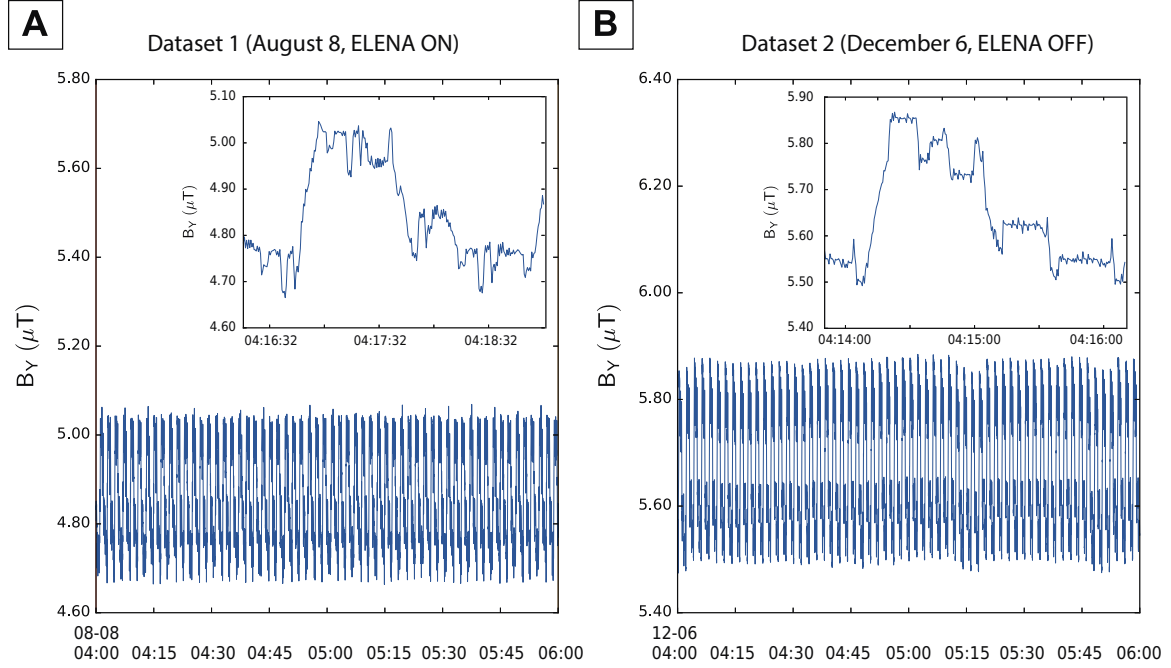 A
Dataset 1 (August 8, ELENA ON)
5.80
5.60
5.40
5.20
5.00
4.80
4.60
B_Y (μT)
5.10
5.00
4.90
4.80
4.70
4.60
B_Y (μT)
04:16:32 04:17:32 04:18:32
08-08
04:00 04:15 04:30 04:45 05:00 05:15 05:30 05:45 06:00
B
Dataset 2 (December 6, ELENA OFF)
6.40
6.20
6.00
5.80
5.60
5.40
B_Y (μT)
5.90
5.80
5.70
5.60
5.50
5.40
B_Y (μT)
04:14:00 04:15:00 04:16:00
12-06
04:00 04:15 04:30 04:45 05:00 05:15 05:30 05:45 06:00